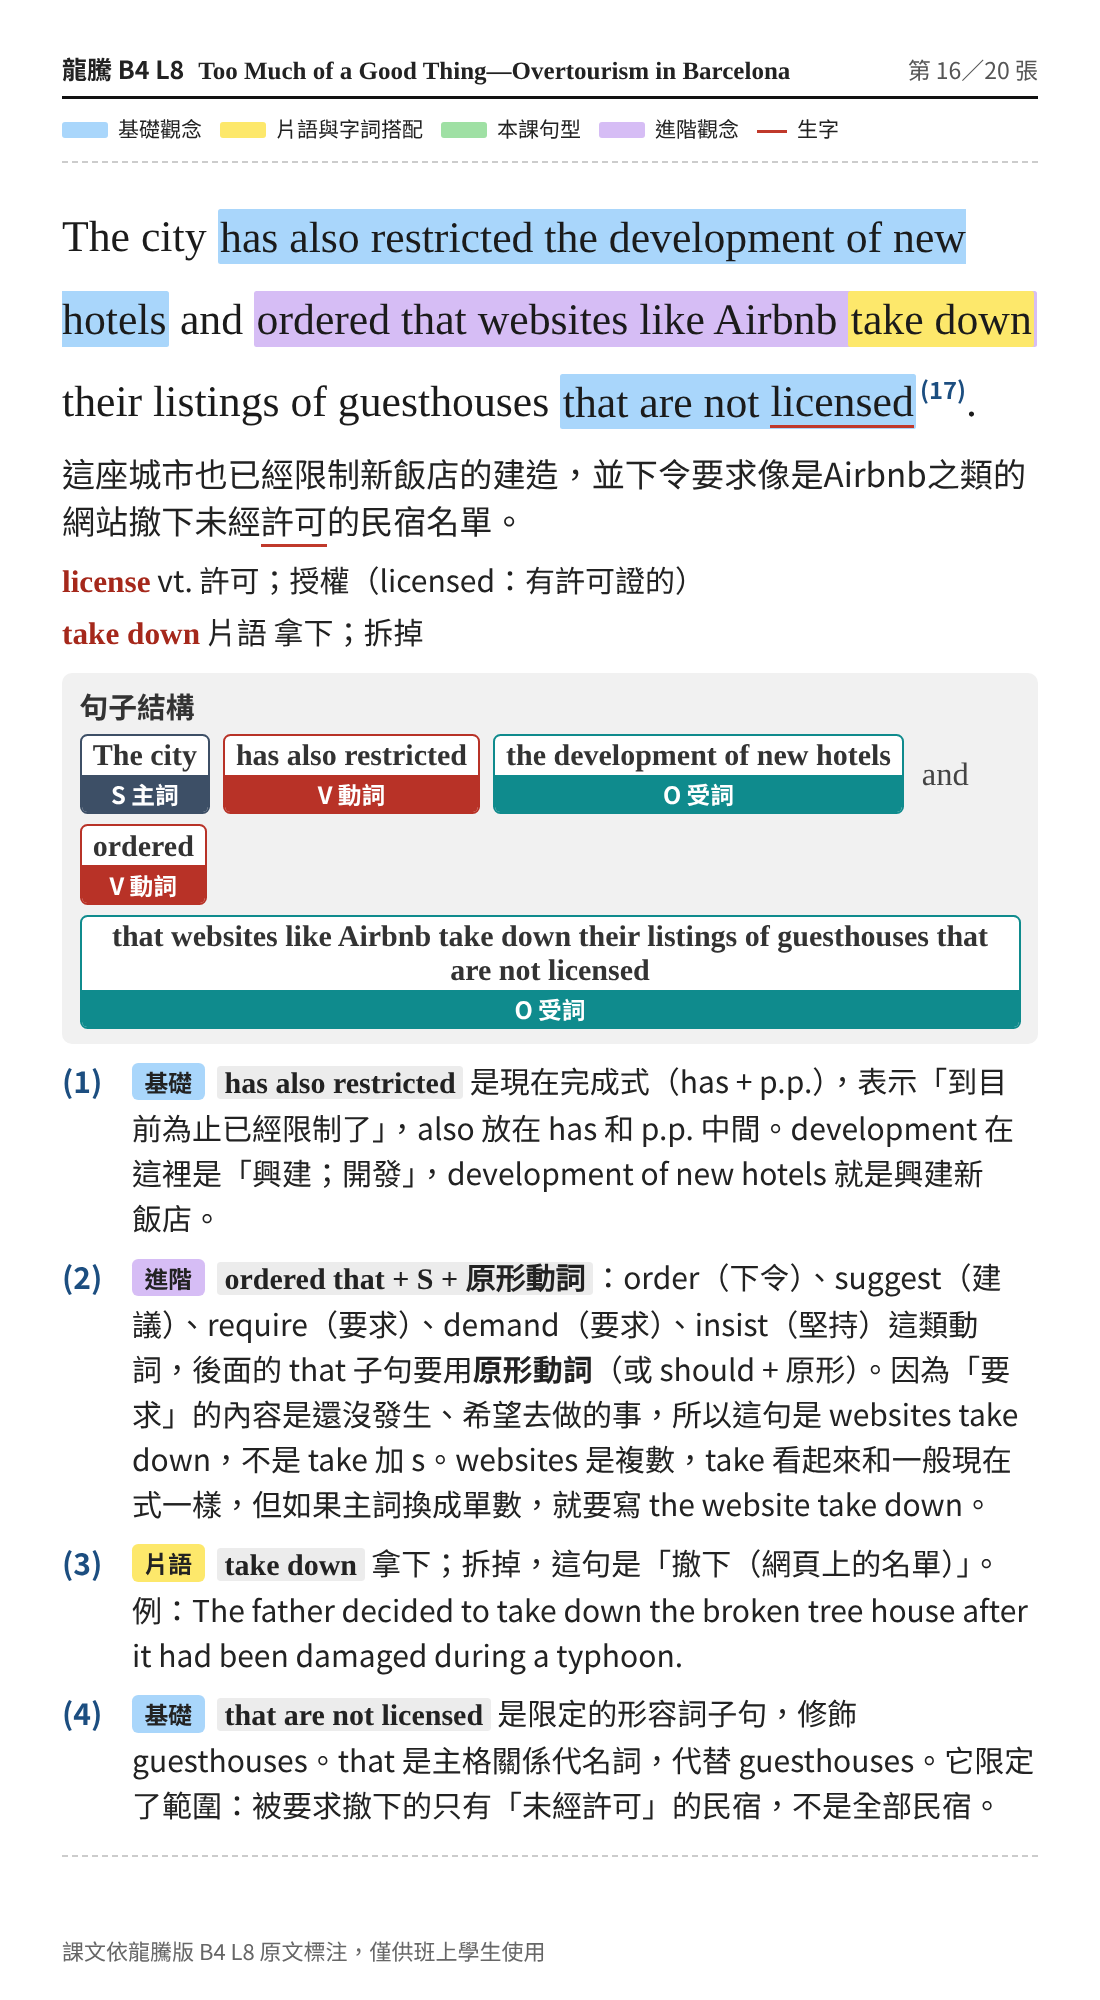 龍騰 B4 L8 Too Much of a Good Thing—Overtourism in Barcelona 第 16／20 張
基礎觀念 片語與字詞搭配 本課句型 進階觀念 生字
The city has also restricted the development of new
hotels and ordered that websites like Airbnb take down
their listings of guesthouses that are not licensed (17).
這座城市也已經限制新飯店的建造，並下令要求像是Airbnb之類的
網站撤下未經許可的民宿名單。
license vt. 許可；授權（licensed：有許可證的）
take down 片語 拿下；拆掉
句子結構
The city has also restricted the development of new hotels and
S 主詞 V 動詞 O 受詞
ordered
V 動詞
that websites like Airbnb take down their listings of guesthouses that
are not licensed
O 受詞
(1) 基礎 has also restricted 是現在完成式（has + p.p.），表示「到目
前為止已經限制了」，also 放在 has 和 p.p. 中間。development 在
這裡是「興建；開發」，development of new hotels 就是興建新
飯店。
(2) 進階 ordered that + S + 原形動詞：order（下令）、suggest（建
議）、require（要求）、demand（要求）、insist（堅持）這類動
詞，後面的 that 子句要用原形動詞（或 should + 原形）。因為「要
求」的內容是還沒發生、希望去做的事，所以這句是 websites take
down，不是 take 加 s。websites 是複數，take 看起來和一般現在
式一樣，但如果主詞換成單數，就要寫 the website take down。
(3) 片語 take down 拿下；拆掉，這句是「撤下（網頁上的名單）」。
例：The father decided to take down the broken tree house after
it had been damaged during a typhoon.
(4) 基礎 that are not licensed 是限定的形容詞子句，修飾
guesthouses。that 是主格關係代名詞，代替 guesthouses。它限定
了範圍：被要求撤下的只有「未經許可」的民宿，不是全部民宿。
課文依龍騰版 B4 L8 原文標注，僅供班上學生使用